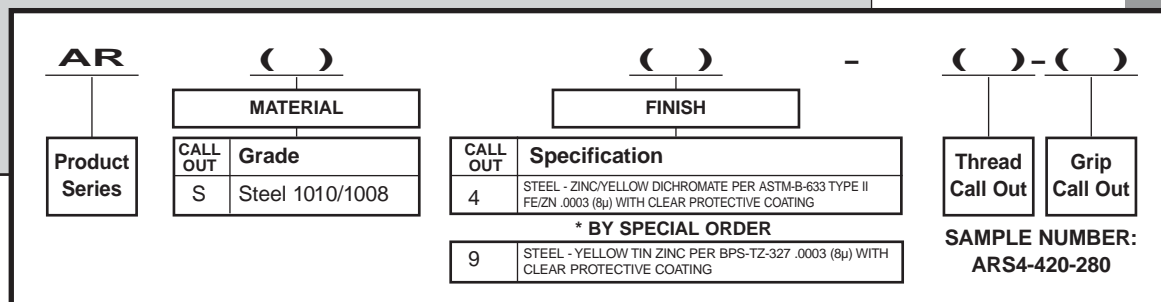 AR ( ) ( ) - ( )-( )
MATERIAL
FINISH
Product
Series
CALL
OUT
Grade
S
Steel 1010/1008
CALL
OUT
Specification
4
STEEL - ZINC/YELLOW DICHROMATE PER ASTM-B-633 TYPE II
FE/ZN .0003 (8µ) WITH CLEAR PROTECTIVE COATING
* BY SPECIAL ORDER
9
STEEL - YELLOW TIN ZINC PER BPS-TZ-327 .0003 (8µ) WITH
CLEAR PROTECTIVE COATING
Thread
Call Out
Grip
Call Out
SAMPLE NUMBER:
ARS4-420-280